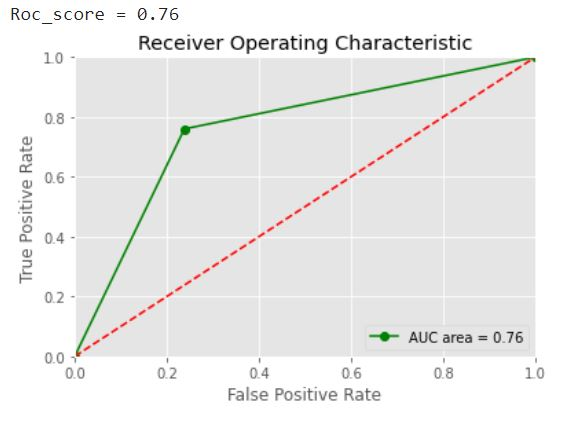 Roc_score = 0.76
Receiver Operating Characteristic
1.0
0.8
0.6
0.4
0.2
0.0
True Positive Rate
AUC area = 0.76
0.0 0.2 0.4 0.6 0.8 1.0
False Positive Rate